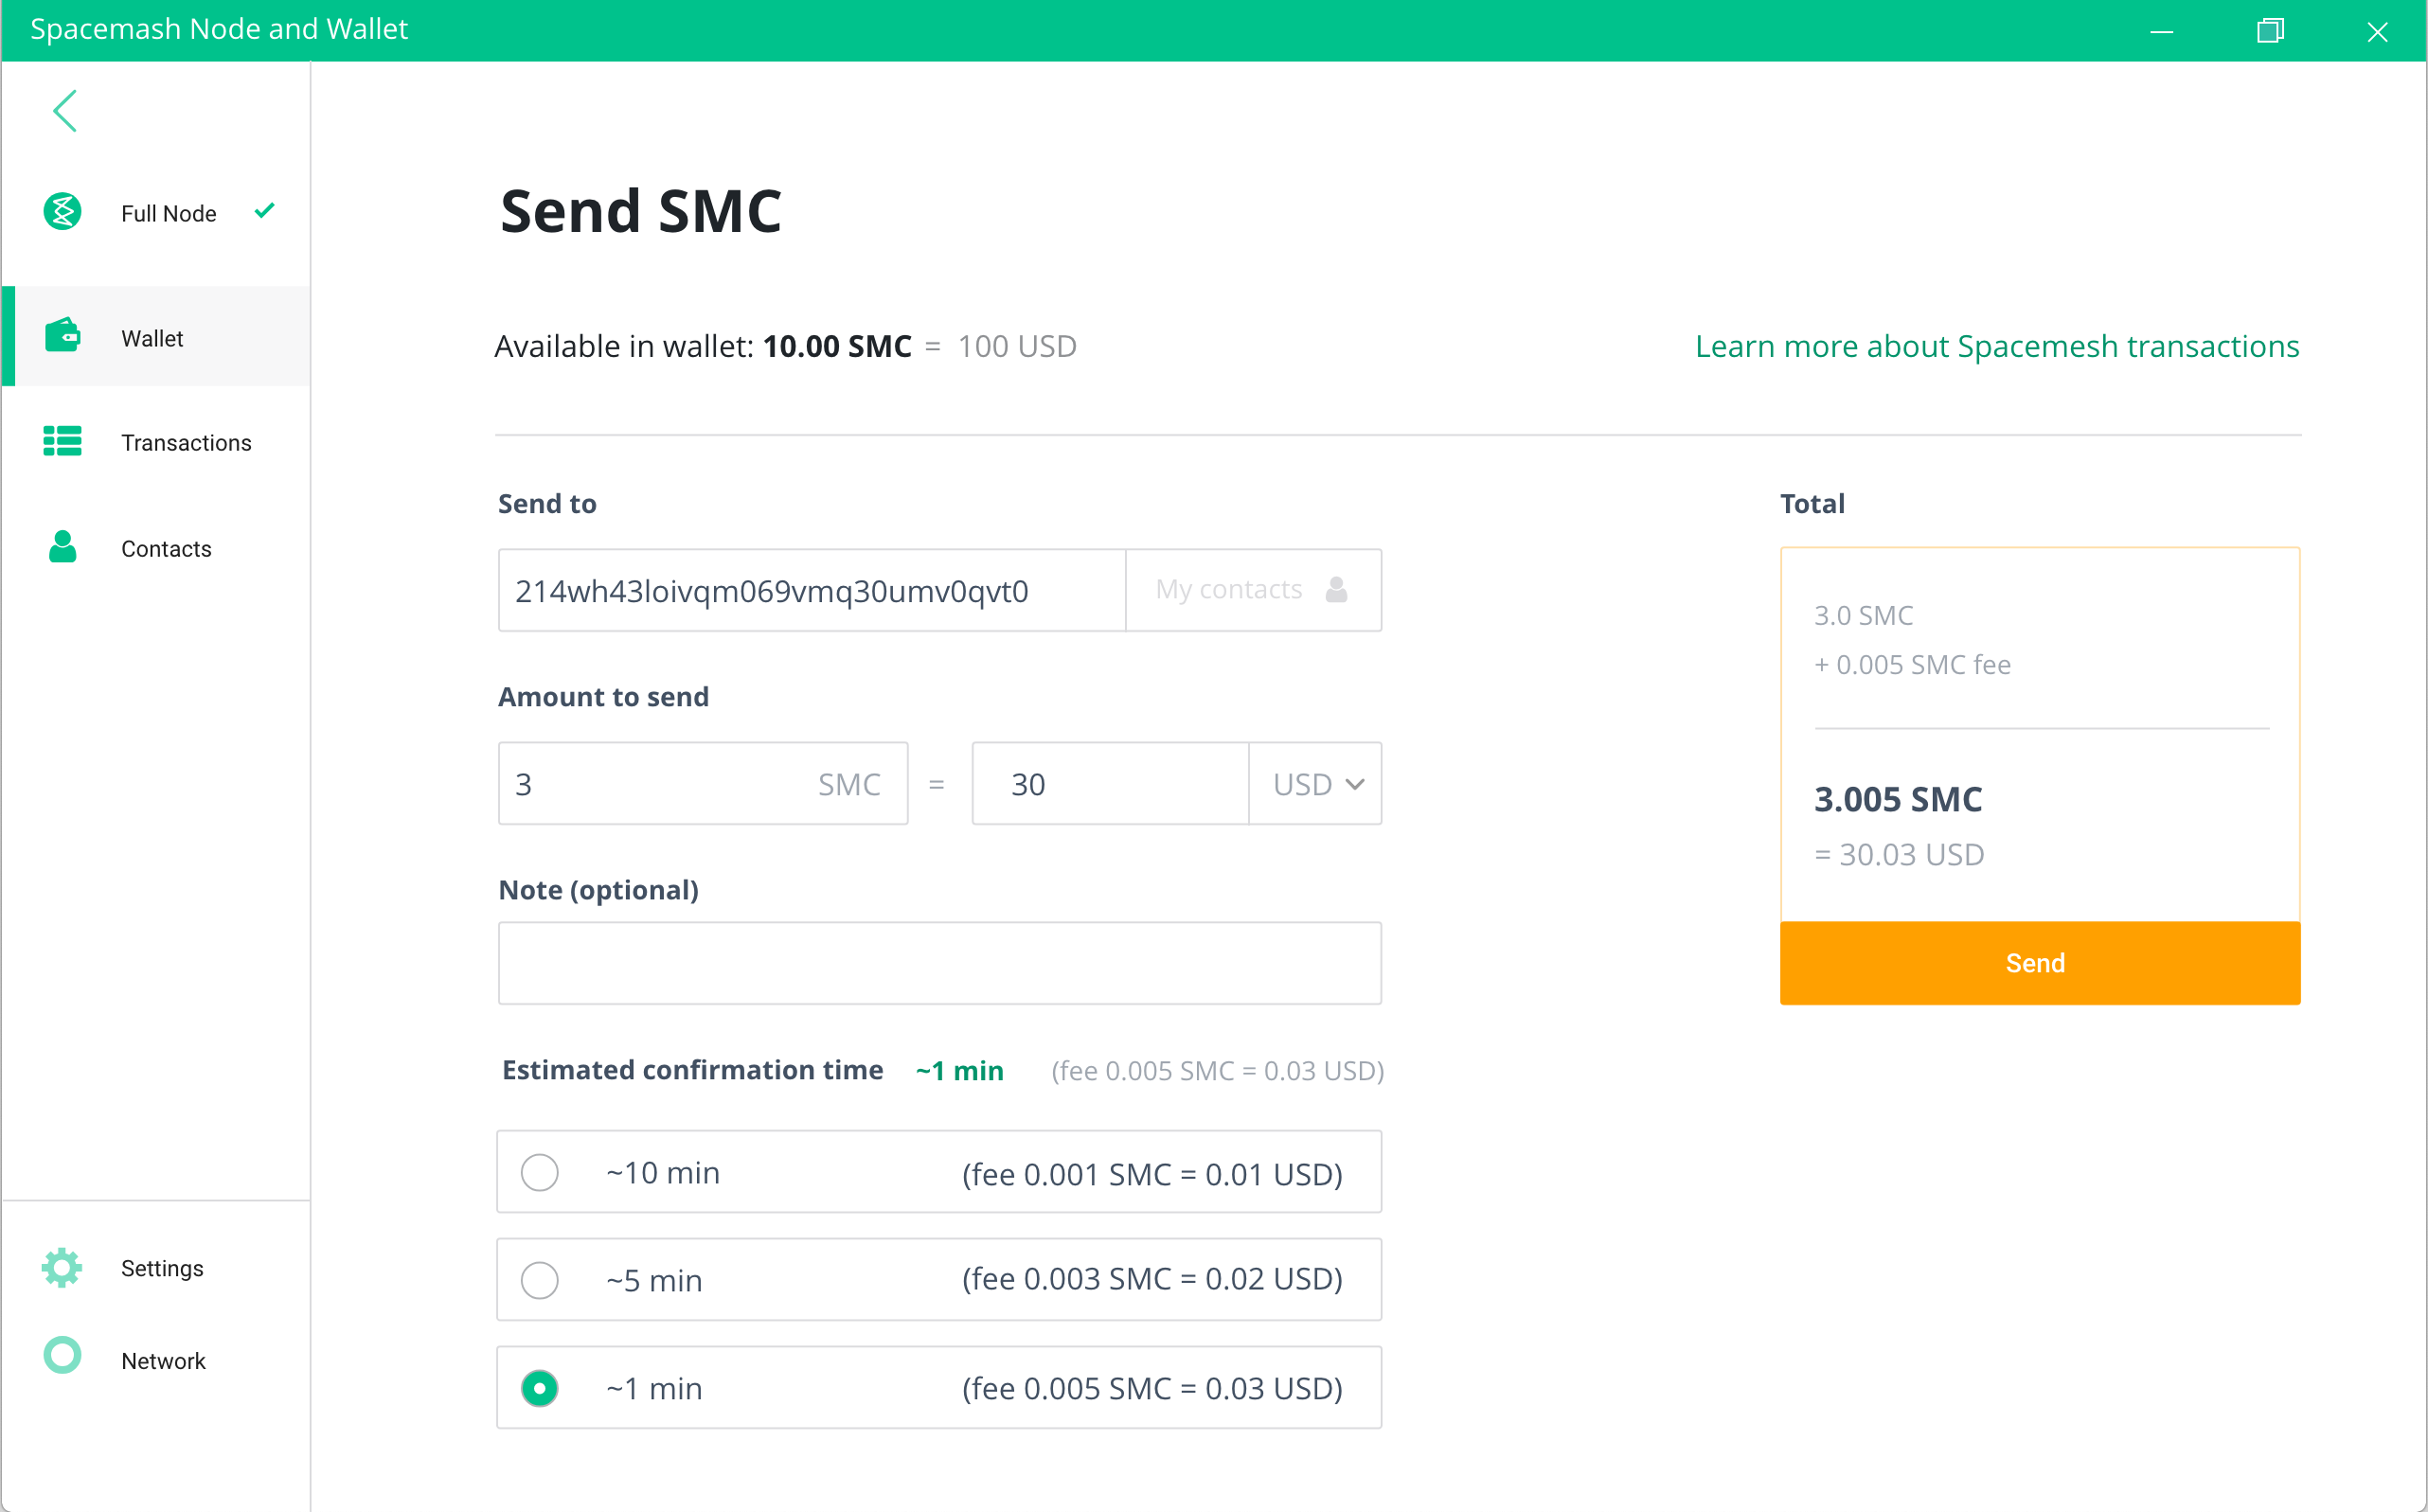 Spacemash Node and Wallet
Full Node
Wallet
Transactions
Contacts
Settings
Network
Send SMC
Available in wallet: 10.00 SMC = 100 USD
Learn more about Spacemesh transactions
Send to
214wh43loivqm069vmq30umv0qvt0
My contacts
Amount to send
3 SMC = 30 USD
Note (optional)
Estimated confirmation time ~1 min (fee 0.005 SMC = 0.03 USD)
~10 min (fee 0.001 SMC = 0.01 USD)
~5 min (fee 0.003 SMC = 0.02 USD)
~1 min (fee 0.005 SMC = 0.03 USD)
Total
3.0 SMC
+ 0.005 SMC fee
3.005 SMC
= 30.03 USD
Send